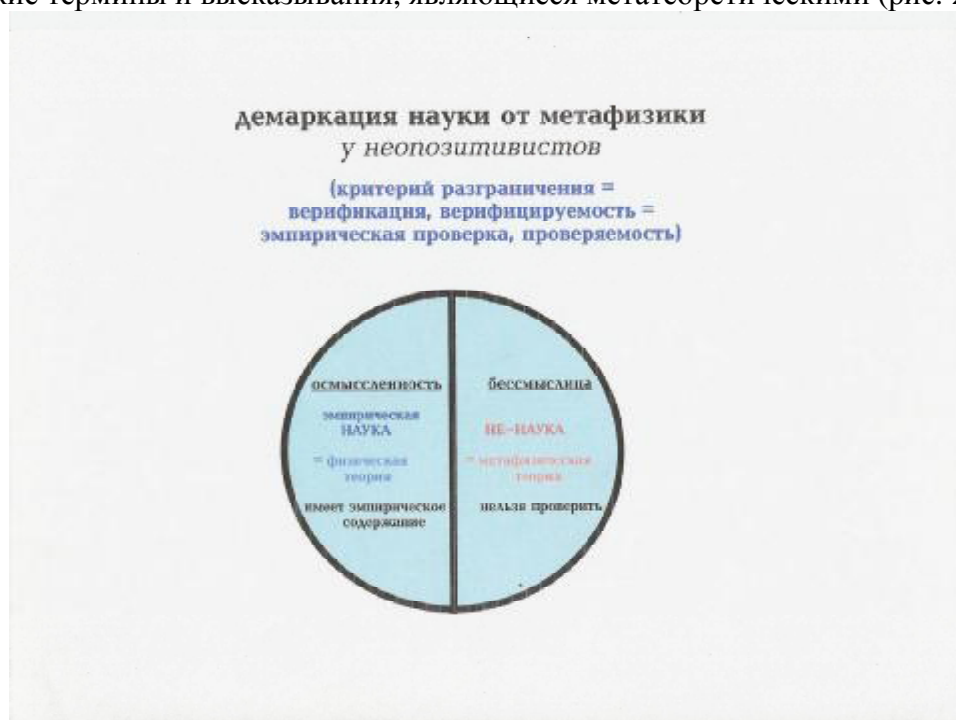 термины и высказывания, являющиеся метатеоретическими (рис.
демаркация науки от метафизики
у неопозитивистов
(критерий разграничения =
верификация, верифицируемость =
эмпирическая проверка, проверяемость)
осмысленность
эмпирическая
НАУКА
= физическая
теория
имеет эмпирическое
содержание
бессмыслица
НЕ-НАУКА
= метафизическая
теория
нельзя проверить